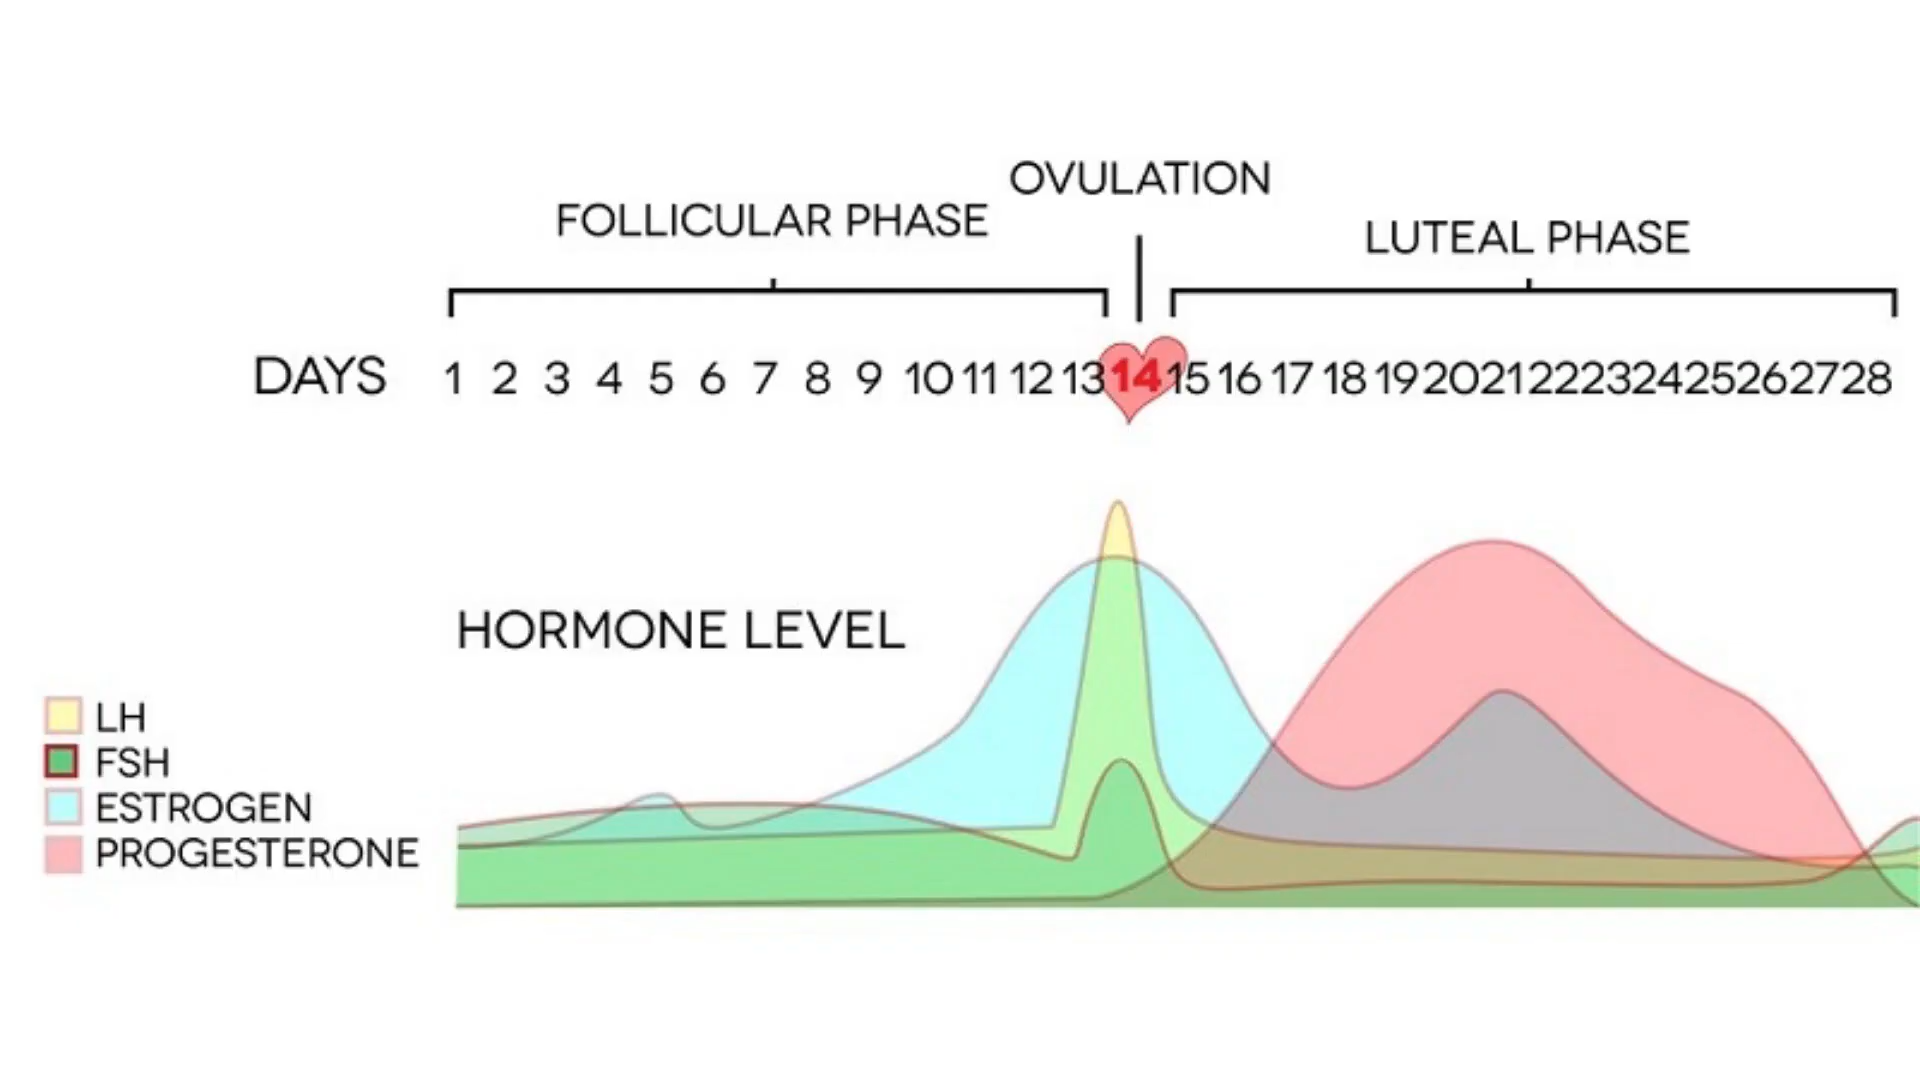 OVULATION
FOLLICULAR PHASE
LUTEAL PHASE
DAYS 1 2 3 4 5 6 7 8 9 10 11 12 13 14 15 16 17 18 19 20 21 22 23 24 25 26 27 28
HORMONE LEVEL
LH
FSH
ESTROGEN
PROGESTERONE